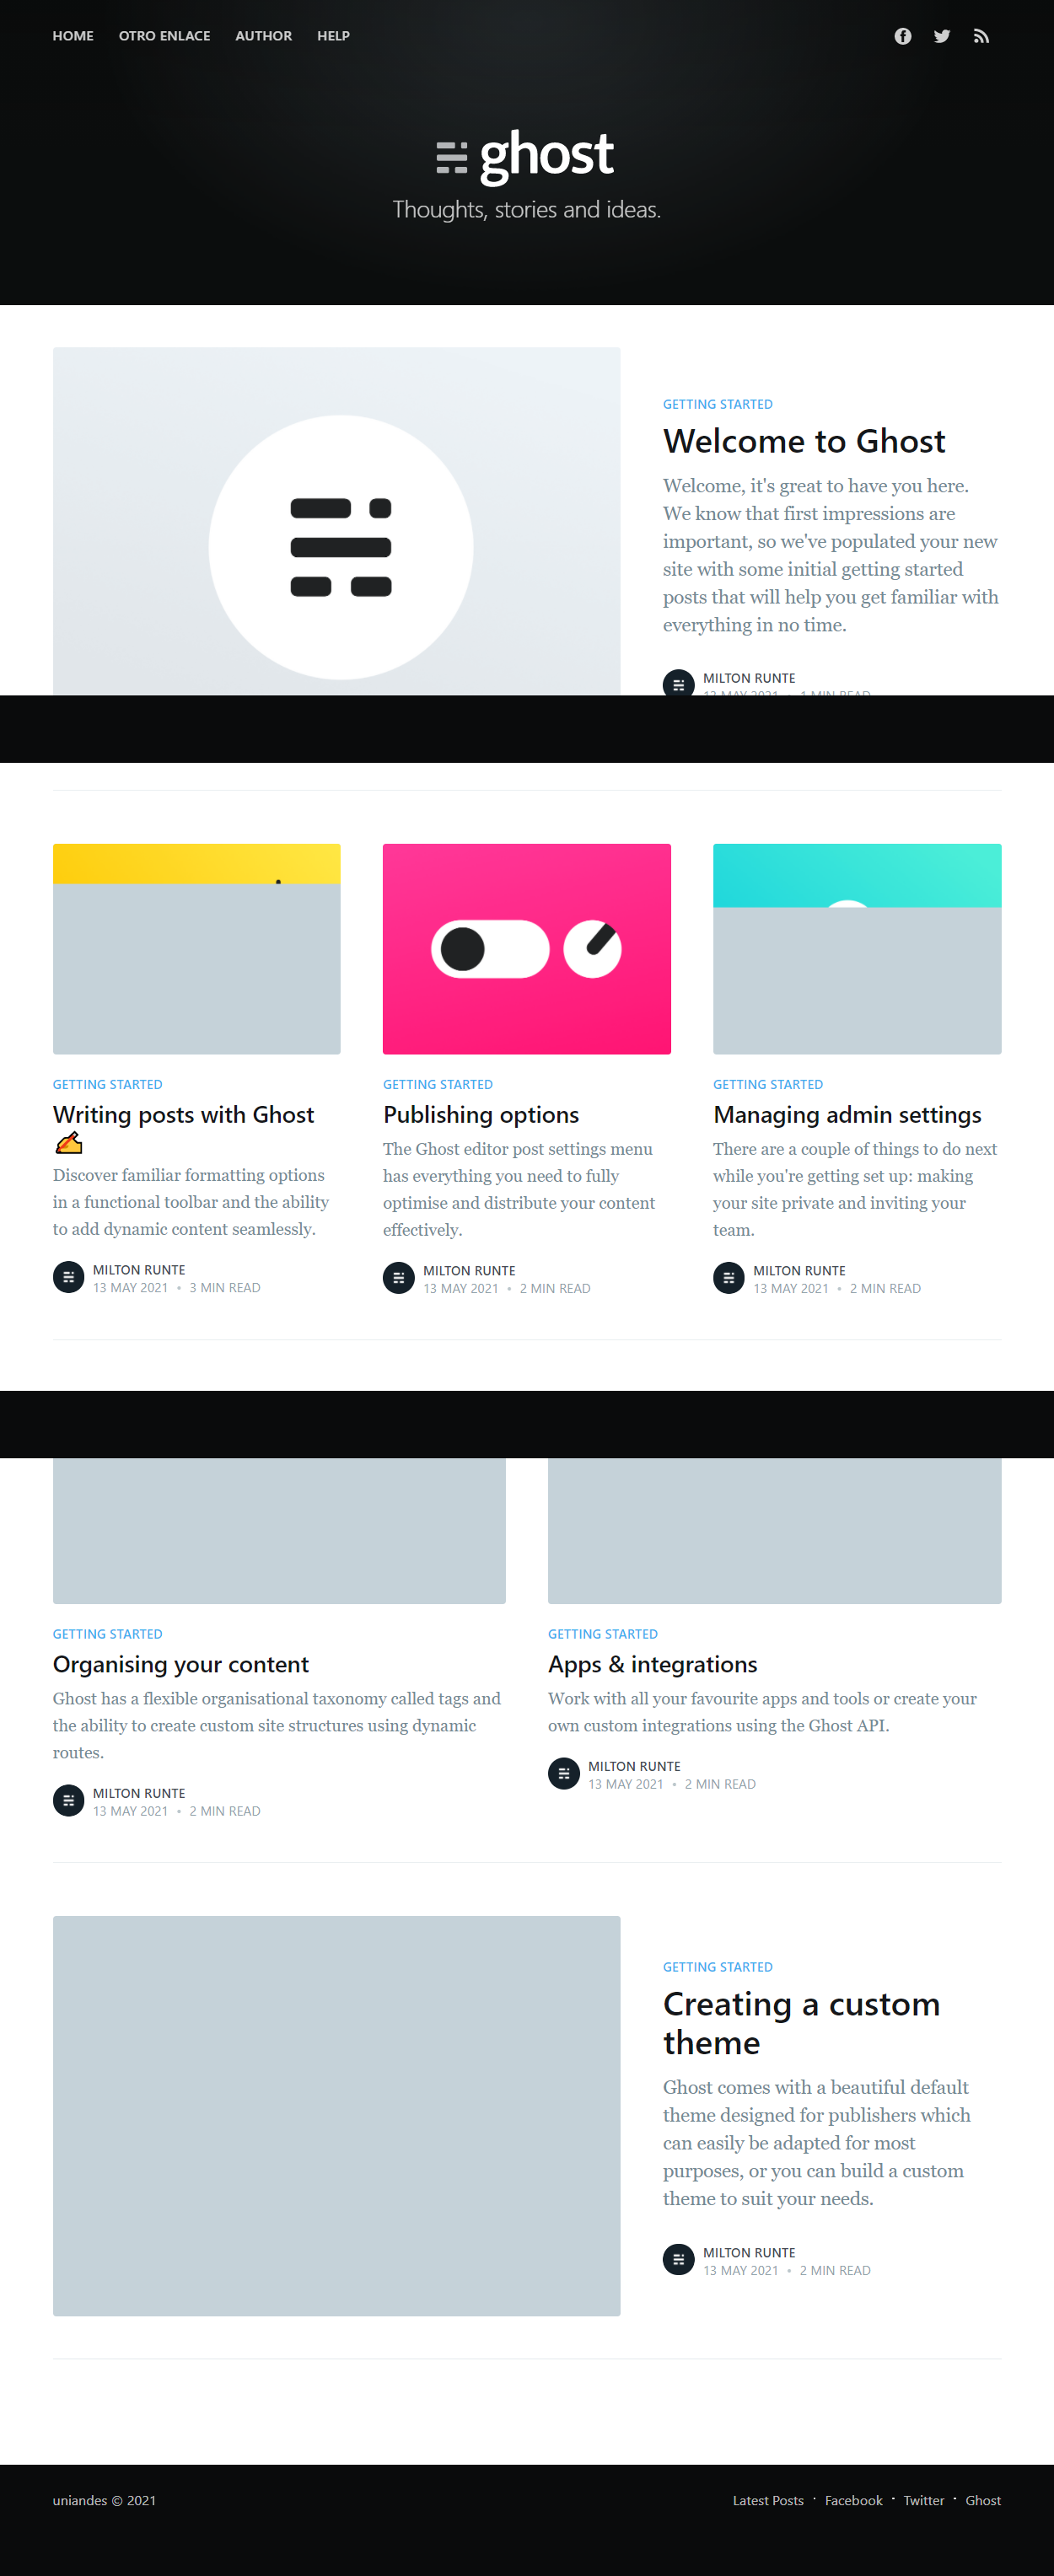 HOME OTRO ENLACE AUTHOR HELP
ghost
Thoughts, stories and ideas.
GETTING STARTED
Welcome to Ghost
Welcome, it's great to have you here.
We know that first impressions are
important, so we've populated your new
site with some initial getting started
posts that will help you get familiar with
everything in no time.
MILTON RUNTE
13 MAY 2021 • 1 MIN READ
GETTING STARTED
Writing posts with Ghost
✍️
Discover familiar formatting options
in a functional toolbar and the ability
to add dynamic content seamlessly.
MILTON RUNTE
13 MAY 2021 • 3 MIN READ
GETTING STARTED
Publishing options
The Ghost editor post settings menu
has everything you need to fully
optimise and distribute your content
effectively.
MILTON RUNTE
13 MAY 2021 • 2 MIN READ
GETTING STARTED
Managing admin settings
There are a couple of things to do next
while you're getting set up: making
your site private and inviting your
team.
MILTON RUNTE
13 MAY 2021 • 2 MIN READ
GETTING STARTED
Organising your content
Ghost has a flexible organisational taxonomy called tags and
the ability to create custom site structures using dynamic
routes.
MILTON RUNTE
13 MAY 2021 • 2 MIN READ
GETTING STARTED
Apps & integrations
Work with all your favourite apps and tools or create your
own custom integrations using the Ghost API.
MILTON RUNTE
13 MAY 2021 • 2 MIN READ
GETTING STARTED
Creating a custom
theme
Ghost comes with a beautiful default
theme designed for publishers which
can easily be adapted for most
purposes, or you can build a custom
theme to suit your needs.
MILTON RUNTE
13 MAY 2021 • 2 MIN READ
uniandes © 2021
Latest Posts · Facebook · Twitter · Ghost